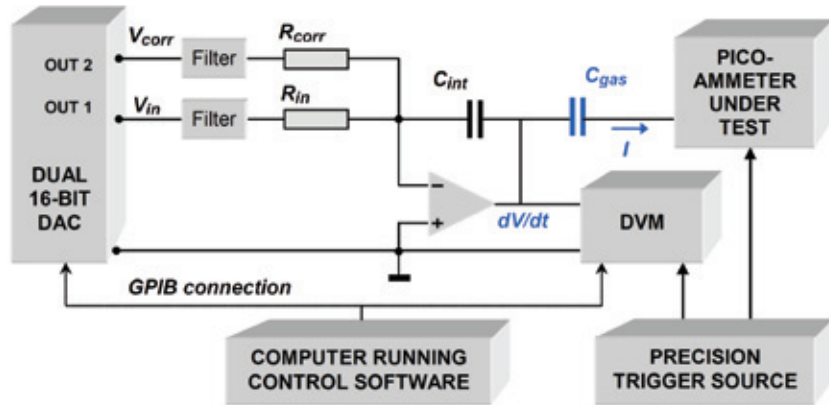 OUT 2
OUT 1
DUAL
16-BIT
DAC
Vcorr
Filter
Rcorr
Vin
Filter
Rin
Cint
Cgas
I
PICO-
AMMETER
UNDER
TEST
–
+
dV/dt
DVM
GPIB connection
COMPUTER RUNNING
CONTROL SOFTWARE
PRECISION
TRIGGER SOURCE